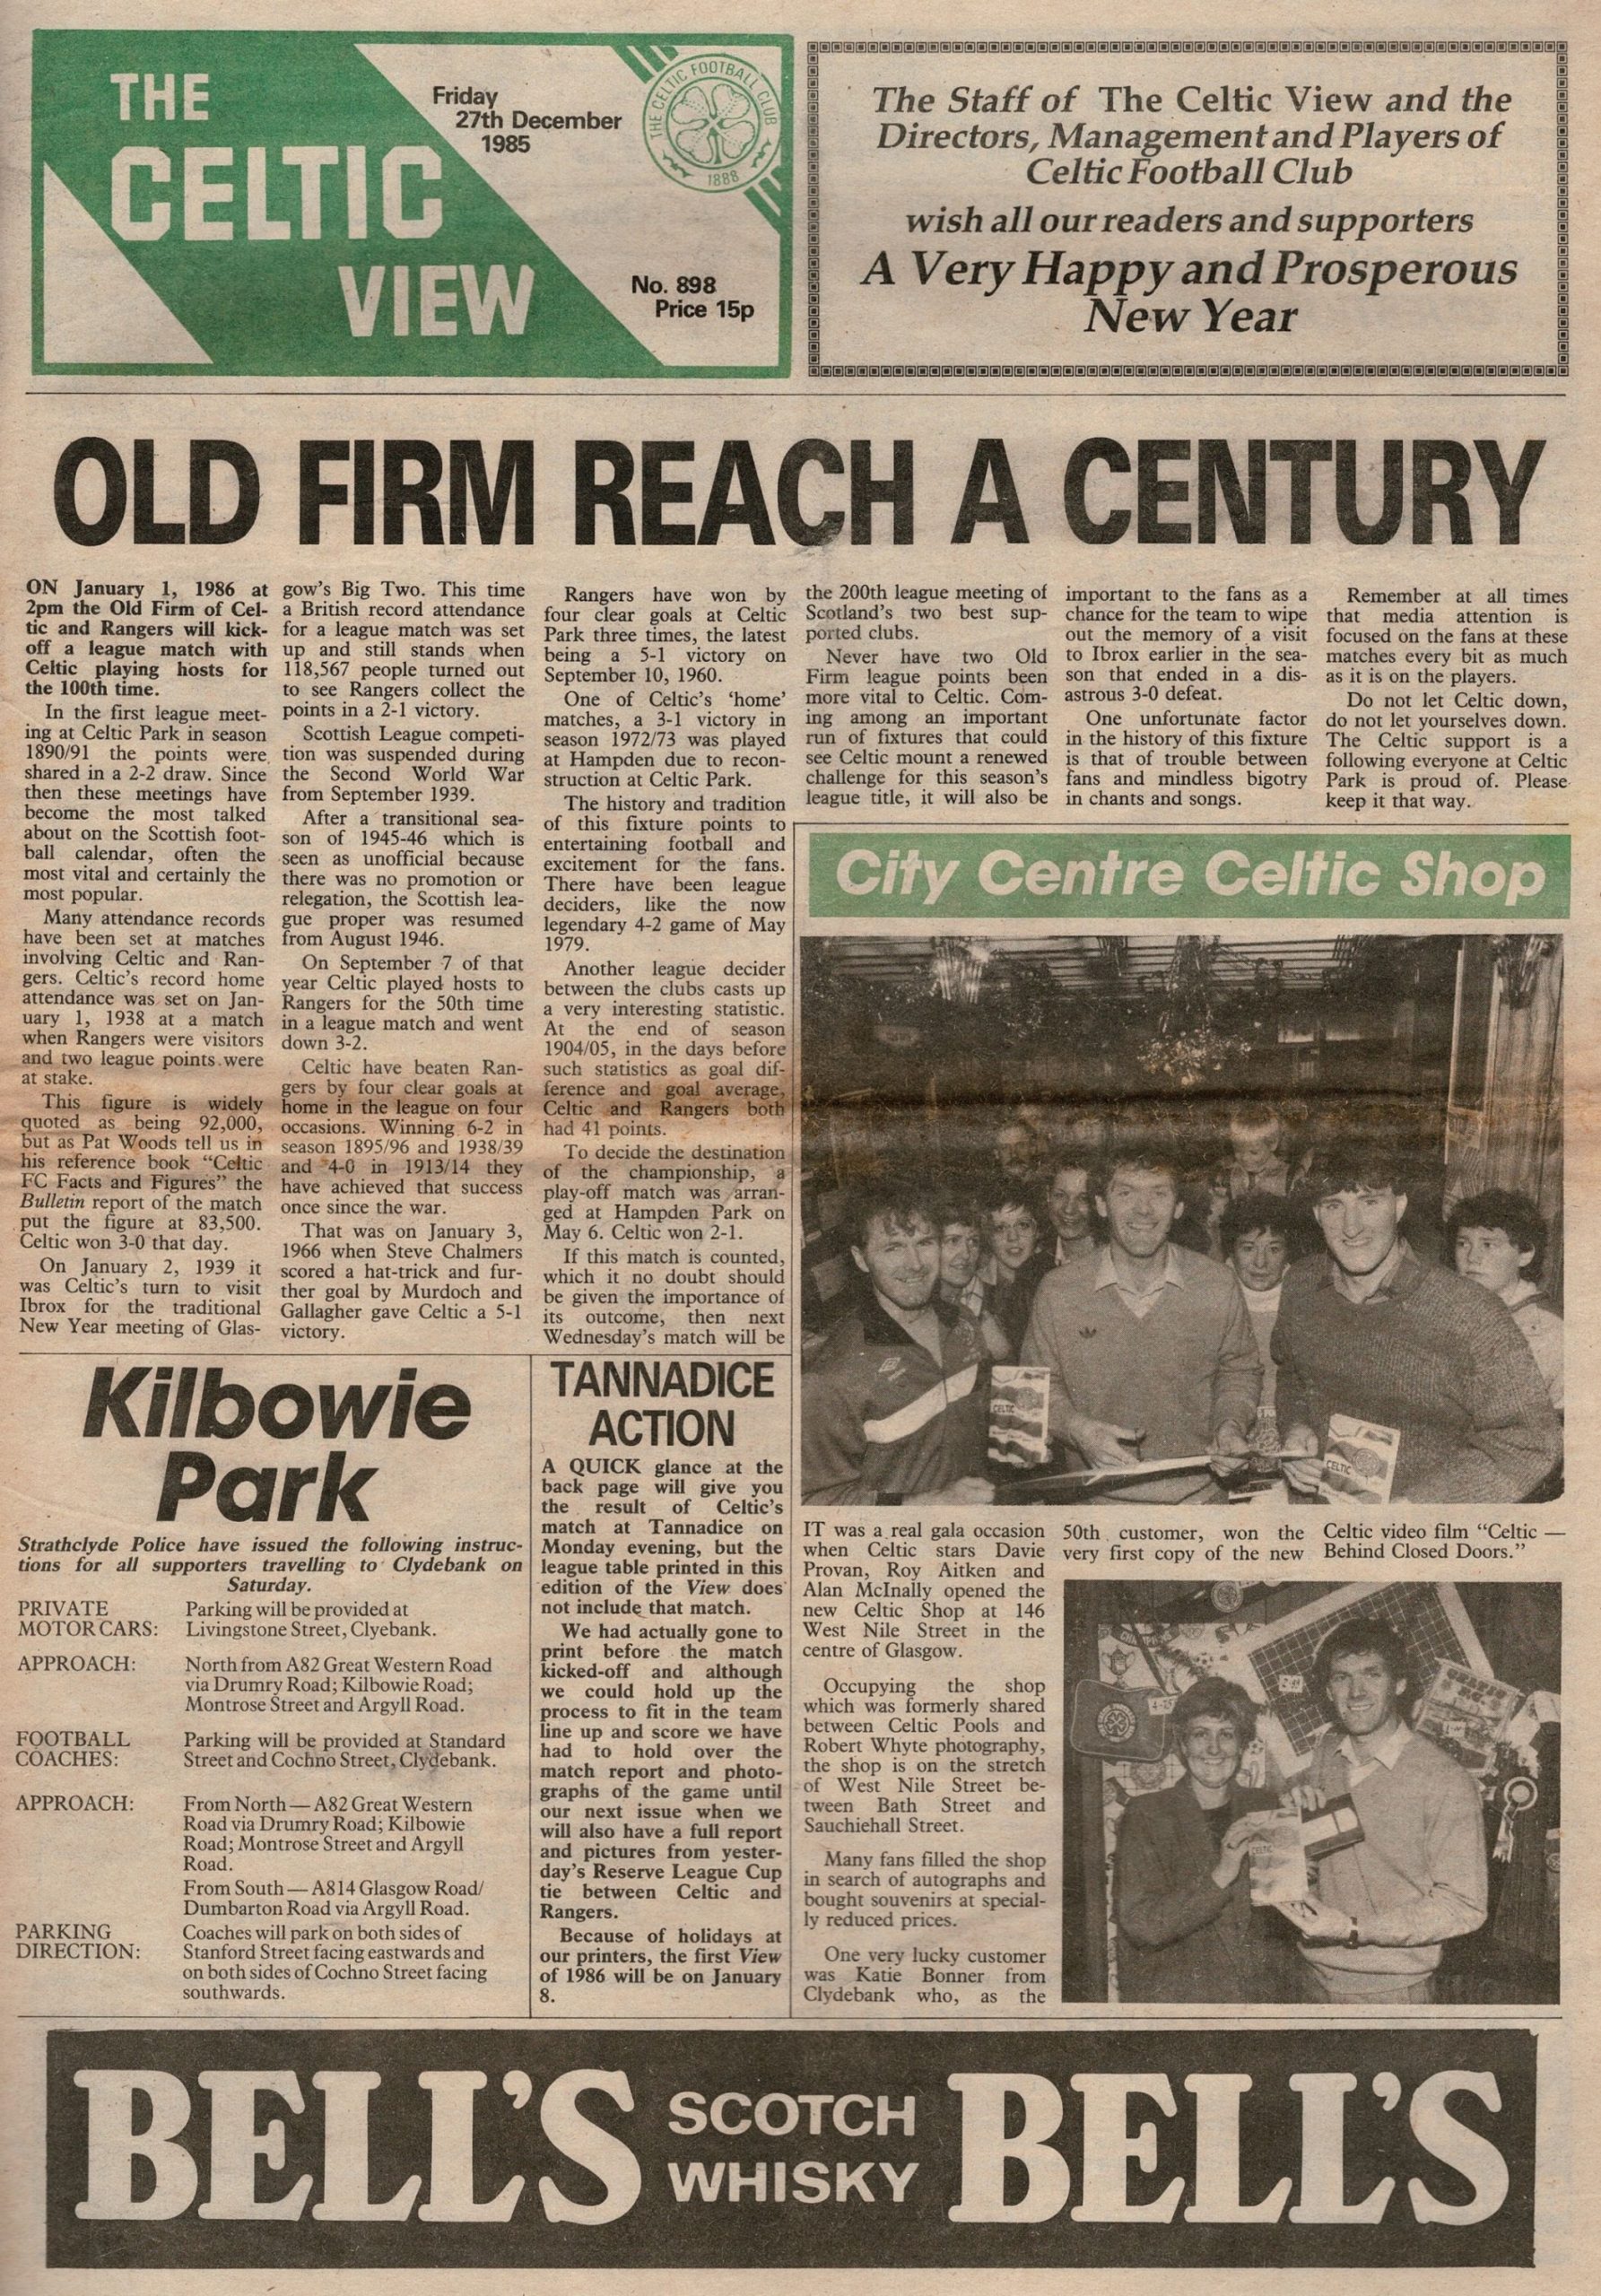 THE
CELTIC
VIEW
Friday
27th December
1985
THE CELTIC FOOTBALL CLUB
1888
No. 898
Price 15p
The Staff of The Celtic View and the
Directors, Management and Players of
Celtic Football Club
wish all our readers and supporters
A Very Happy and Prosperous
New Year
OLD FIRM REACH A CENTURY
ON January 1, 1986 at
2pm the Old Firm of Cel-
tic and Rangers will kick-
off a league match with
Celtic playing hosts for
the 100th time.
In the first league meet-
ing at Celtic Park in season
1890/91 the points were
shared in a 2-2 draw. Since
then these meetings have
become the most talked
about on the Scottish foot-
ball calendar, often the
most vital and certainly the
most popular.
Many attendance records
have been set at matches
involving Celtic and Ran-
gers. Celtic's record home
attendance was set on Jan-
uary 1, 1938 at a match
when Rangers were visitors
and two league points were
at stake.
This figure is widely
quoted as being 92,000,
but as Pat Woods tell us in
his reference book "Celtic
FC Facts and Figures" the
Bulletin report of the match
put the figure at 83,500.
Celtic won 3-0 that day.
On January 2, 1939 it
was Celtic's turn to visit
Ibrox for the traditional
New Year meeting of Glas-
gow's Big Two. This time
a British record attendance
for a league match was set
up and still stands when
118,567 people turned out
to see Rangers collect the
points in a 2-1 victory.
Scottish League competi-
tion was suspended during
the Second World War
from September 1939.
After a transitional sea-
son of 1945-46 which is
seen as unofficial because
there was no promotion or
relegation, the Scottish lea-
gue proper was resumed
from August 1946.
On September 7 of that
year Celtic played hosts to
Rangers for the 50th time
in a league match and went
down 3-2.
Celtic have beaten Ran-
gers by four clear goals at
home in the league on four
occasions. Winning 6-2 in
season 1895/96 and 1938/39
and 4-0 in 1913/14 they
have achieved that success
once since the war.
That was on January 3,
1966 when Steve Chalmers
scored a hat-trick and fur-
ther goal by Murdoch and
Gallagher gave Celtic a 5-1
victory.
Rangers have won by
four clear goals at Celtic
Park three times, the latest
being a 5-1 victory on
September 10, 1960.
One of Celtic's 'home'
matches, a 3-1 victory in
season 1972/73 was played
at Hampden due to recon-
struction at Celtic Park.
The history and tradition
of this fixture points to
entertaining football and
excitement for the fans.
There have been league
deciders, like the now
legendary 4-2 game of May
1979.
Another league decider
between the clubs casts up
a very interesting statistic.
At the end of season
1904/05, in the days before
such statistics as goal dif-
ference and goal average,
Celtic and Rangers both
had 41 points.
To decide the destination
of the championship, a
play-off match was arran-
ged at Hampden Park on
May 6. Celtic won 2-1.
If this match is counted,
which it no doubt should
be given the importance of
its outcome, then next
Wednesday's match will be
the 200th league meeting of
Scotland's two best sup-
ported clubs.
Never have two Old
Firm league points been
more vital to Celtic. Com-
ing among an important
run of fixtures that could
see Celtic mount a renewed
challenge for this season's
league title, it will also be
important to the fans as a
chance for the team to wipe
out the memory of a visit
to Ibrox earlier in the sea-
son that ended in a dis-
astrous 3-0 defeat.
One unfortunate factor
in the history of this fixture
is that of trouble between
fans and mindless bigotry
in chants and songs.
Remember at all times
that media attention is
focused on the fans at these
matches every bit as much
as it is on the players.
Do not let Celtic down,
do not let yourselves down.
The Celtic support is a
following everyone at Celtic
Park is proud of. Please
keep it that way.
City Centre Celtic Shop
CELTIC
CELTIC
IT was a real gala occasion
when Celtic stars Davie
Provan, Roy Aitken and
Alan McInally opened the
new Celtic Shop at 146
West Nile Street in the
centre of Glasgow.
Occupying the shop
which was formerly shared
between Celtic Pools and
Robert Whyte photography,
the shop is on the stretch
of West Nile Street be-
tween Bath Street and
Sauchiehall Street.
Many fans filled the shop
in search of autographs and
bought souvenirs at special-
ly reduced prices.
One very lucky customer
was Katie Bonner from
Clydebank who, as the
50th customer, won the
very first copy of the new
Celtic video film "Celtic —
Behind Closed Doors."
Kilbowie
Park
Strathclyde Police have issued the following instruc-
tions for all supporters travelling to Clydebank on
Saturday.
PRIVATE
MOTOR CARS:
Parking will be provided at
Livingstone Street, Clyebank.
APPROACH:
North from A82 Great Western Road
via Drumry Road; Kilbowie Road;
Montrose Street and Argyll Road.
FOOTBALL
COACHES:
Parking will be provided at Standard
Street and Cochno Street, Clydebank.
APPROACH:
From North — A82 Great Western
Road via Drumry Road; Kilbowie
Road; Montrose Street and Argyll
Road.
From South — A814 Glasgow Road/
Dumbarton Road via Argyll Road.
PARKING
DIRECTION:
Coaches will park on both sides of
Stanford Street facing eastwards and
on both sides of Cochno Street facing
southwards.
TANNADICE
ACTION
A QUICK glance at the
back page will give you
the result of Celtic's
match at Tannadice on
Monday evening, but the
league table printed in this
edition of the View does
not include that match.
We had actually gone to
print before the match
kicked-off and although
we could hold up the
process to fit in the team
line up and score we have
had to hold over the
match report and photo-
graphs of the game until
our next issue when we
will also have a full report
and pictures from yester-
day's Reserve League Cup
tie between Celtic and
Rangers.
Because of holidays at
our printers, the first View
of 1986 will be on January
8.
BELL'S
SCOTCH
WHISKY
BELL'S